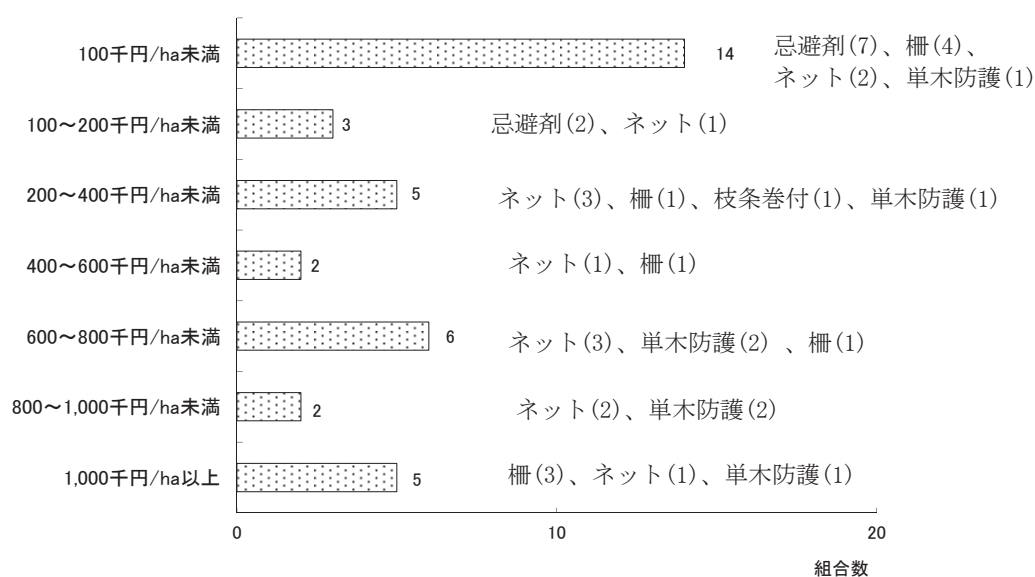 100千円/ha未満
14
忌避剤(7)、柵(4)、
ネット(2)、単木防護(1)
100～200千円/ha未満
3
忌避剤(2)、ネット(1)
200～400千円/ha未満
5
ネット(3)、柵(1)、枝条巻付(1)、単木防護(1)
400～600千円/ha未満
2
ネット(1)、柵(1)
600～800千円/ha未満
6
ネット(3)、単木防護(2) 、柵(1)
800～1,000千円/ha未満
2
ネット(2)、単木防護(2)
1,000千円/ha以上
5
柵(3)、ネット(1)、単木防護(1)
0
10
20
組合数